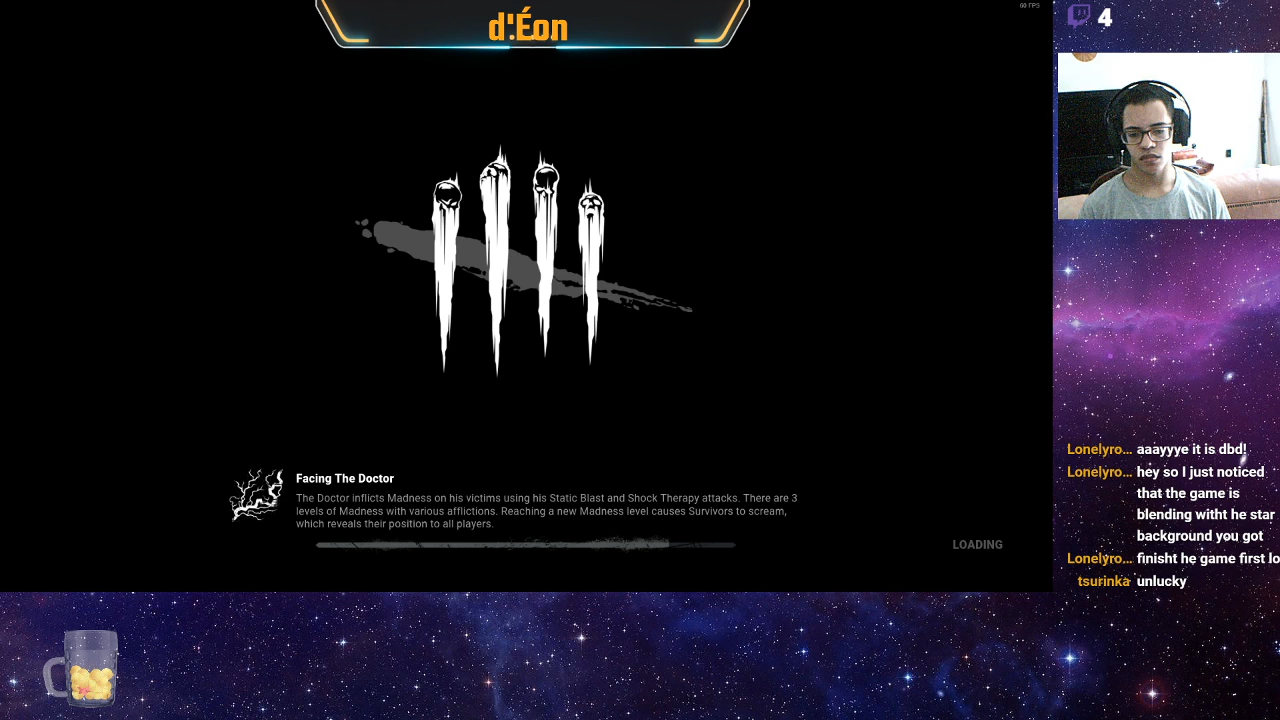 d'Éon
60 FPS
4
Facing The Doctor
The Doctor inflicts Madness on his victims using his Static Blast and Shock Therapy attacks. There are 3
levels of Madness with various afflictions. Reaching a new Madness level causes Survivors to scream,
which reveals their position to all players.
LOADING
Lonelyro... aaayyye it is dbd!
Lonelyro... hey so I just noticed
that the game is
blending witht he star
background you got
Lonelyro... finisht he game first lo
tsurinka unlucky